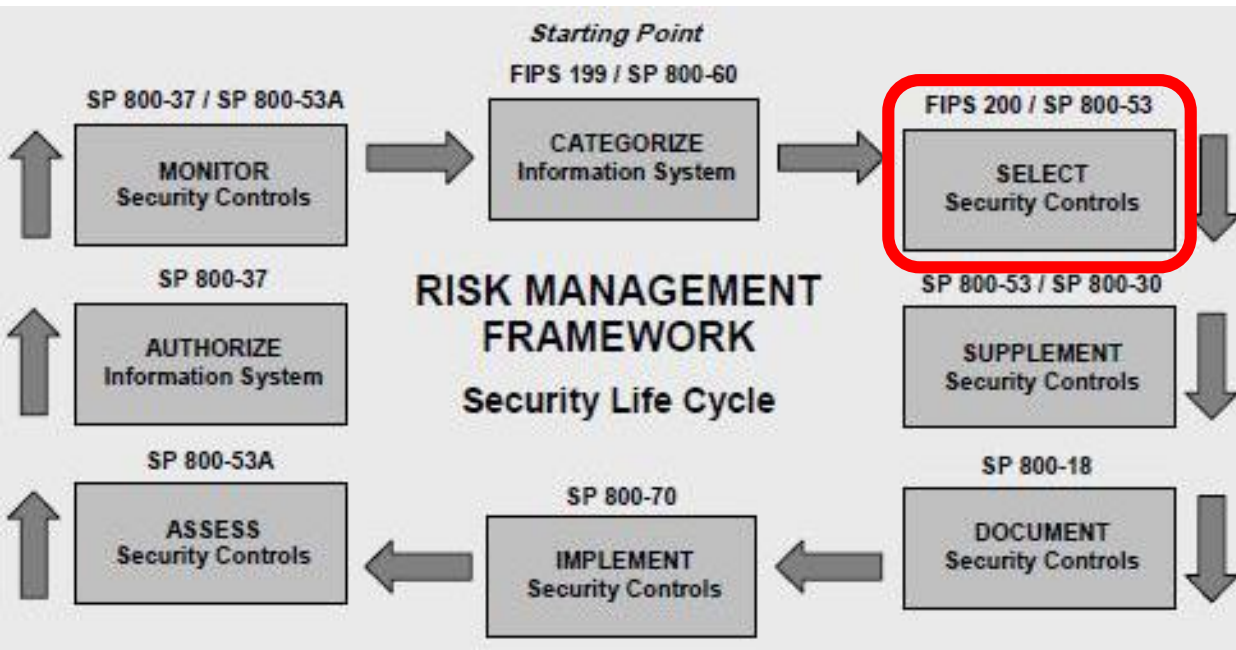 Starting Point
FIPS 199 / SP 800-60
CATEGORIZE
Information System
FIPS 200 / SP 800-53
SELECT
Security Controls
SP 800-53 / SP 800-30
SUPPLEMENT
Security Controls
SP 800-18
DOCUMENT
Security Controls
SP 800-70
IMPLEMENT
Security Controls
SP 800-53A
ASSESS
Security Controls
SP 800-37
AUTHORIZE
Information System
SP 800-37 / SP 800-53A
MONITOR
Security Controls
RISK MANAGEMENT
FRAMEWORK
Security Life Cycle